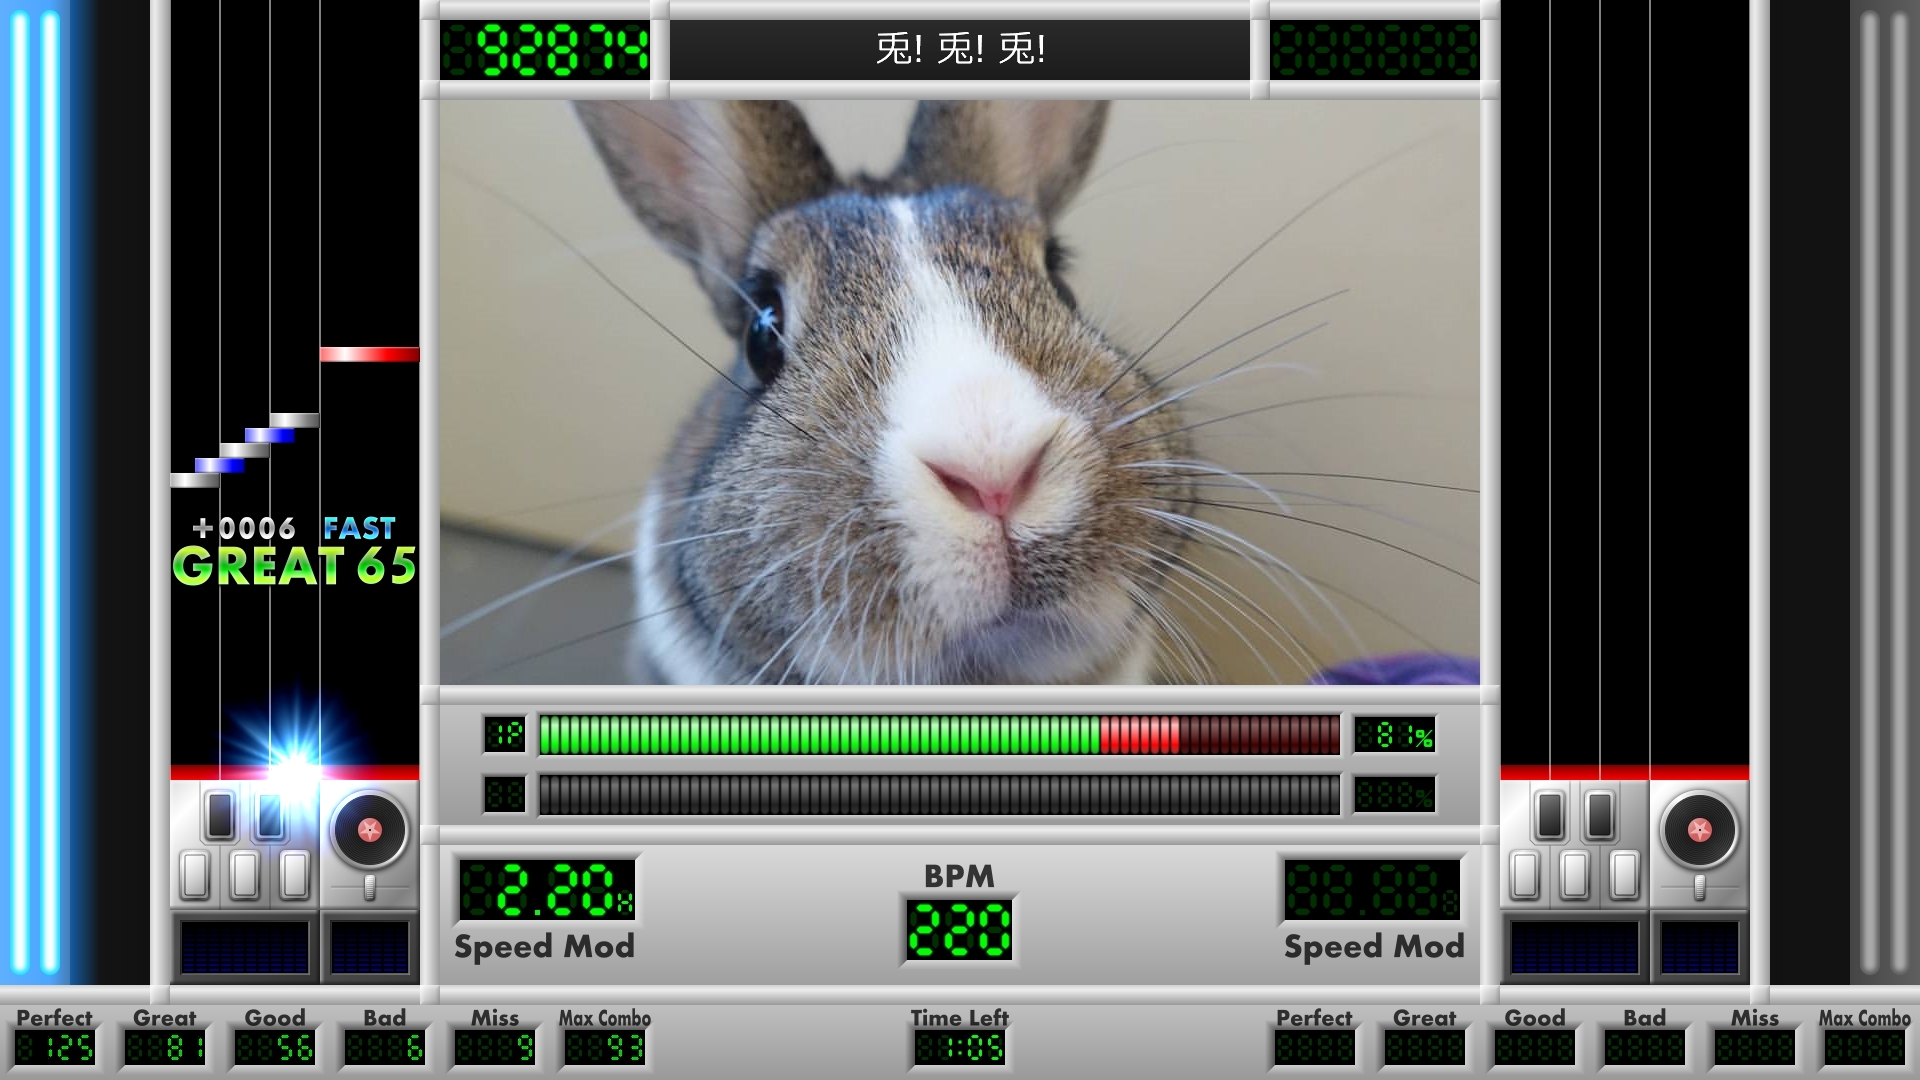 92874
兎! 兎! 兎!
+0006 FAST
GREAT 65
1P
81%
2.20x
Speed Mod
BPM
220
Speed Mod
Perfect
125
Great
81
Good
56
Bad
6
Miss
9
Max Combo
93
Time Left
1:05
Perfect
Great
Good
Bad
Miss
Max Combo